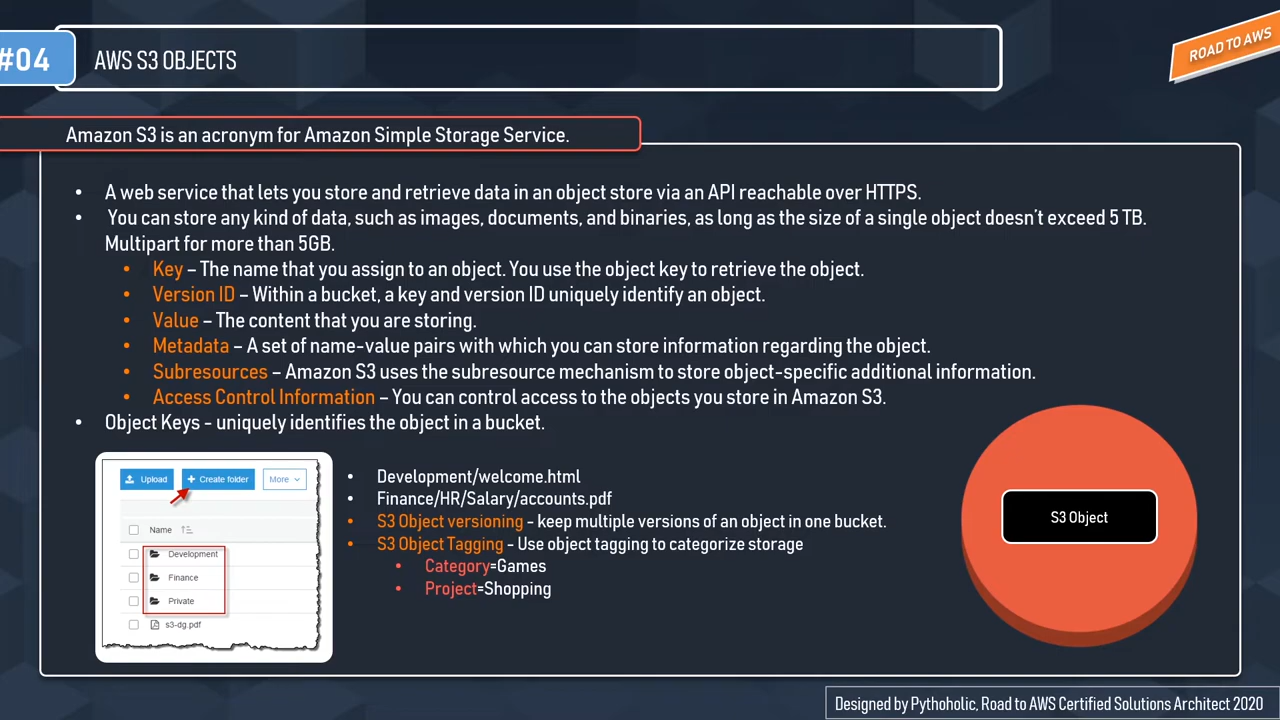 #04
AWS S3 OBJECTS
ROAD TO AWS
Amazon S3 is an acronym for Amazon Simple Storage Service.
• A web service that lets you store and retrieve data in an object store via an API reachable over HTTPS.
• You can store any kind of data, such as images, documents, and binaries, as long as the size of a single object doesn’t exceed 5 TB.
Multipart for more than 5GB.
• Key – The name that you assign to an object. You use the object key to retrieve the object.
• Version ID – Within a bucket, a key and version ID uniquely identify an object.
• Value – The content that you are storing.
• Metadata – A set of name-value pairs with which you can store information regarding the object.
• Subresources – Amazon S3 uses the subresource mechanism to store object-specific additional information.
• Access Control Information – You can control access to the objects you store in Amazon S3.
• Object Keys - uniquely identifies the object in a bucket.
Upload
Create folder
More
Name
Development
Finance
Private
s3-dg.pdf
• Development/welcome.html
• Finance/HR/Salary/accounts.pdf
• S3 Object versioning - keep multiple versions of an object in one bucket.
• S3 Object Tagging - Use object tagging to categorize storage
• Category=Games
• Project=Shopping
S3 Object
Designed by Pythoholic, Road to AWS Certified Solutions Architect 2020